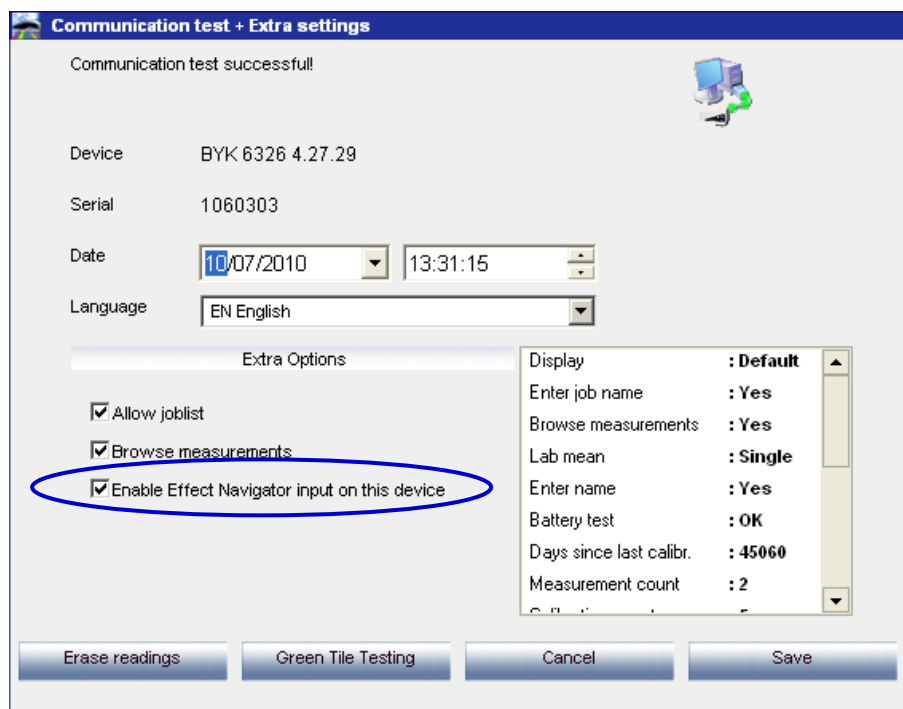 Communication test + Extra settings
Communication test successful!
Device BYK 6326 4.27.29
Serial 1060303
Date 10/07/2010 13:31:15
Language EN English
Extra Options
Allow joblist
Browse measurements
Enable Effect Navigator input on this device
Display : Default
Enter job name : Yes
Browse measurements : Yes
Lab mean : Single
Enter name : Yes
Battery test : OK
Days since last calibr. : 45060
Measurement count : 2
Erase readings Green Tile Testing Cancel Save